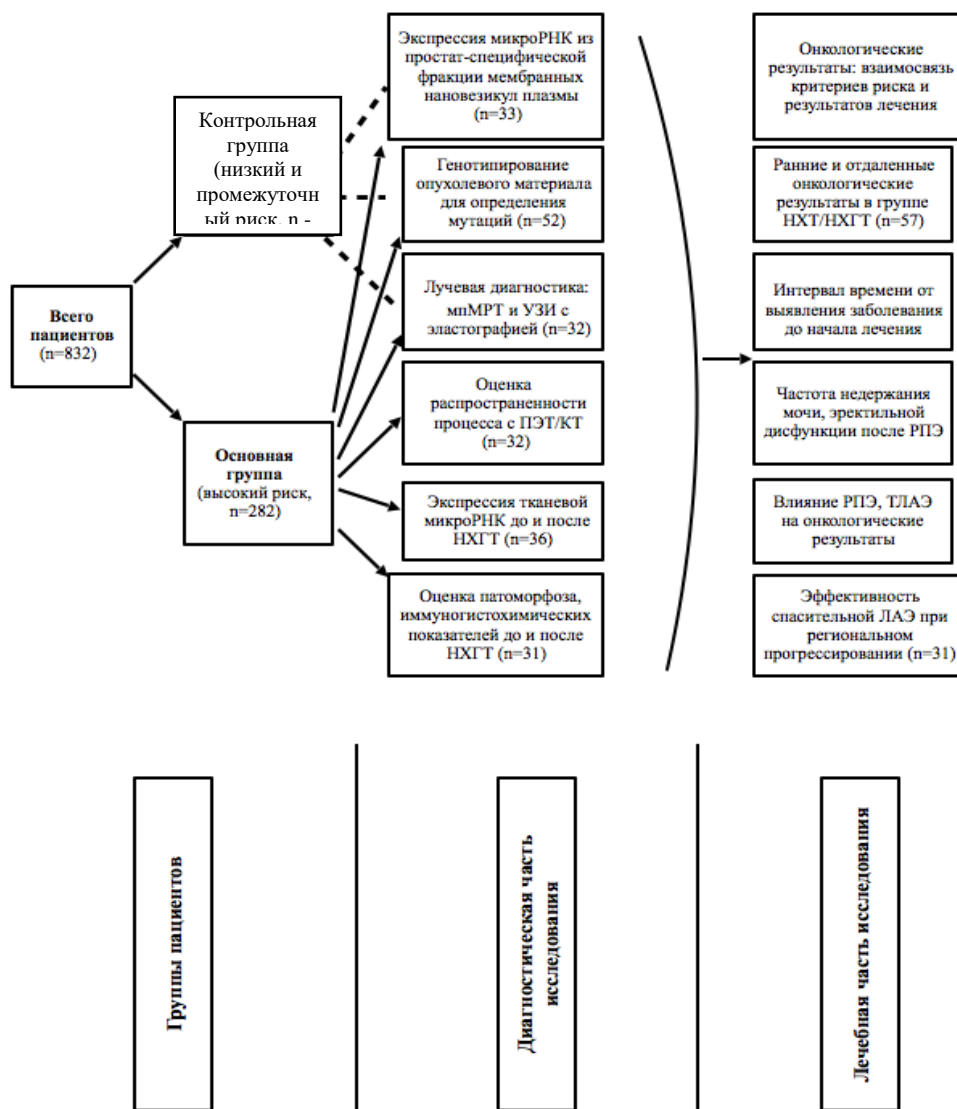 Всего
пациентов
(n=832)
Контрольная
группа
(низкий и
промежуточн
ый риск, n -
Основная
группа
(высокий риск,
n=282)
Экспрессия микроРНК из
простат-специфической
фракции мембранных
нановезикул плазмы
(n=33)
Генотипирование
опухолевого материала
для определения
мутаций (n=52)
Лучевая диагностика:
мпМРТ и УЗИ с
эластографией (n=32)
Оценка
распространенности
процесса с ПЭТ/КТ
(n=32)
Экспрессия тканевой
микроРНК до и после
НХГТ (n=36)
Оценка патоморфоза,
иммуногистохимических
показателей до и после
НХГТ (n=31)
Онкологические
результаты: взаимосвязь
критериев риска и
результатов лечения
Ранние и отдаленные
онкологические
результаты в группе
НХТ/НХГТ (n=57)
Интервал времени от
выявления заболевания
до начала лечения
Частота недержания
мочи, эректильной
дисфункции после РПЭ
Влияние РПЭ, ТЛАЭ
на онкологические
результаты
Эффективность
спасительной ЛАЭ при
региональном
прогрессировании (n=31)
Группы пациентов
Диагностическая часть
исследования
Лечебная часть исследования